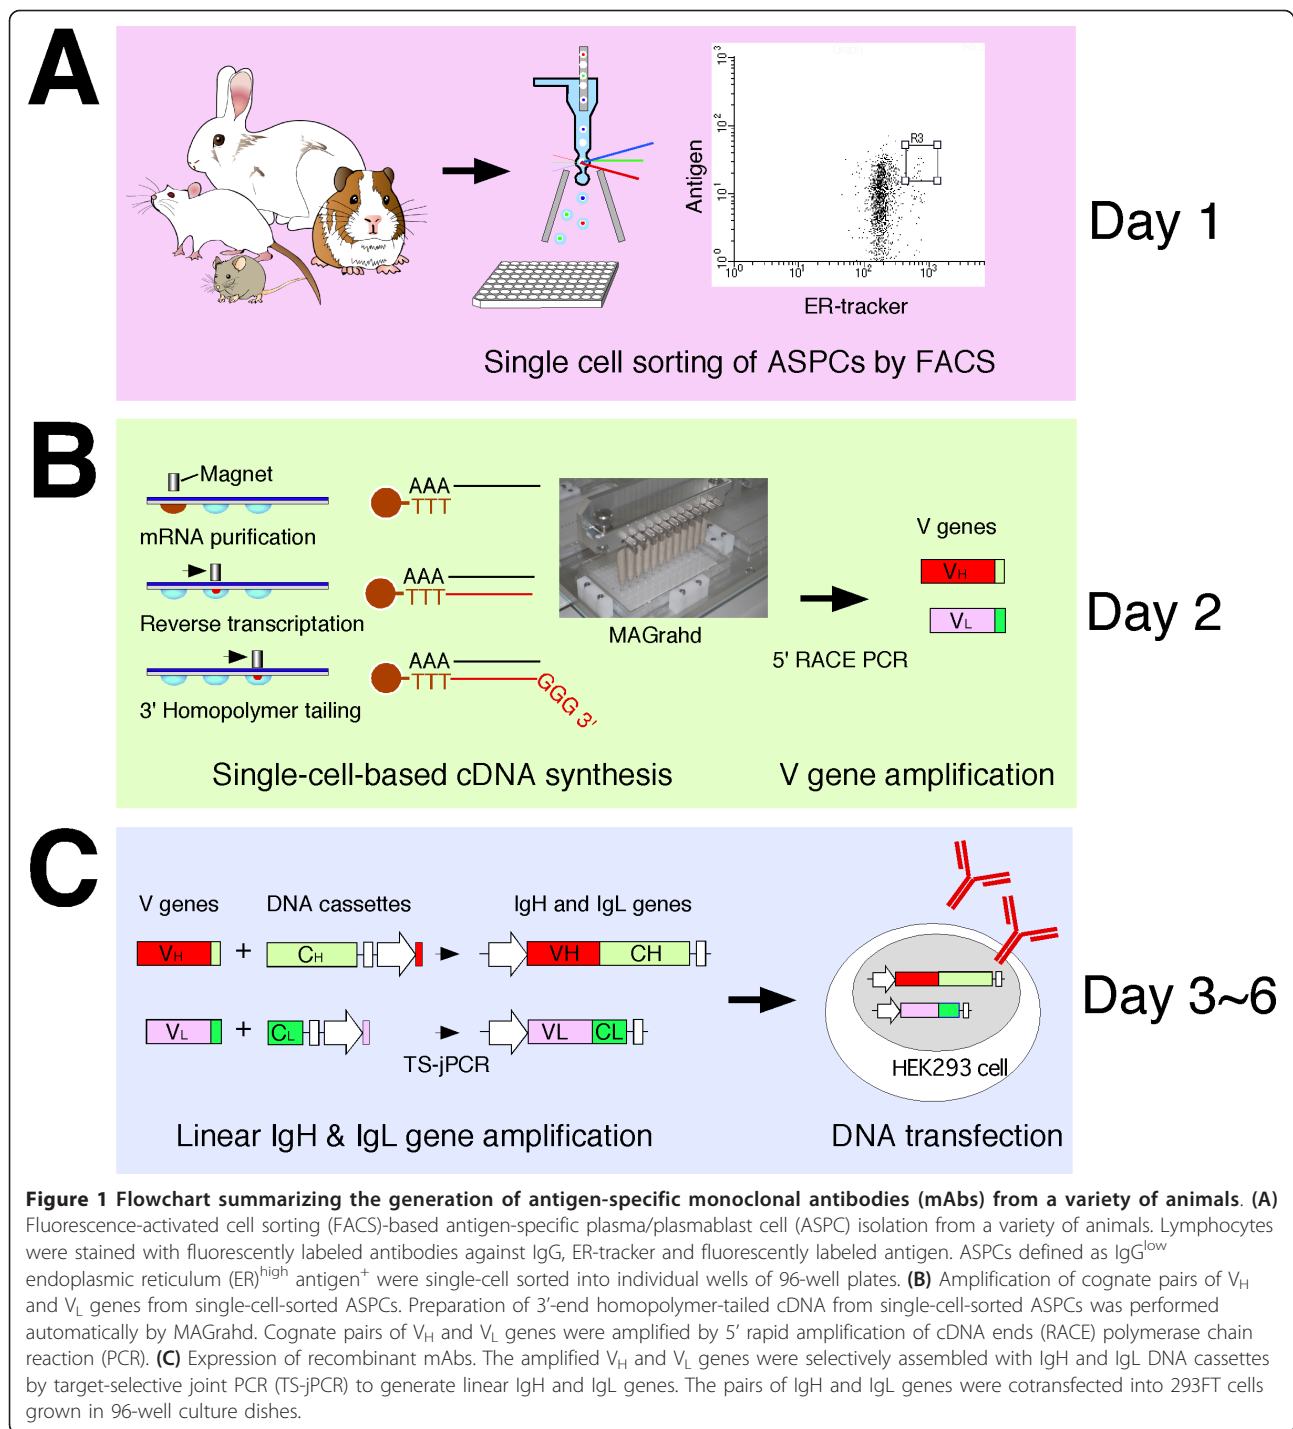 A
10³
10²
10¹
10⁰
Antigen
R3
10⁰ 10¹ 10² 10³
ER-tracker
Single cell sorting of ASPCs by FACS
Day 1
B
Magnet
mRNA purification
AAA
TTT
Reverse transcriptation
AAA
TTT
3' Homopolymer tailing
AAA
TTT
GGG 3'
MAGrahd
5' RACE PCR
V genes
VH
VL
Single-cell-based cDNA synthesis
V gene amplification
Day 2
C
V genes
DNA cassettes
IgH and IgL genes
VH + CH
VH CH
VL + CL
VL CL
TS-jPCR
HEK293 cell
Linear IgH & IgL gene amplification
DNA transfection
Day 3~6
Figure 1 Flowchart summarizing the generation of antigen-specific monoclonal antibodies (mAbs) from a variety of animals. (A)
Fluorescence-activated cell sorting (FACS)-based antigen-specific plasma/plasmablast cell (ASPC) isolation from a variety of animals. Lymphocytes
were stained with fluorescently labeled antibodies against IgG, ER-tracker and fluorescently labeled antigen. ASPCs defined as IgG^low
endoplasmic reticulum (ER)^high antigen⁺ were single-cell sorted into individual wells of 96-well plates. (B) Amplification of cognate pairs of VH
and VL genes from single-cell-sorted ASPCs. Preparation of 3’-end homopolymer-tailed cDNA from single-cell-sorted ASPCs was performed
automatically by MAGrahd. Cognate pairs of VH and VL genes were amplified by 5’ rapid amplification of cDNA ends (RACE) polymerase chain
reaction (PCR). (C) Expression of recombinant mAbs. The amplified VH and VL genes were selectively assembled with IgH and IgL DNA cassettes
by target-selective joint PCR (TS-jPCR) to generate linear IgH and IgL genes. The pairs of IgH and IgL genes were cotransfected into 293FT cells
grown in 96-well culture dishes.